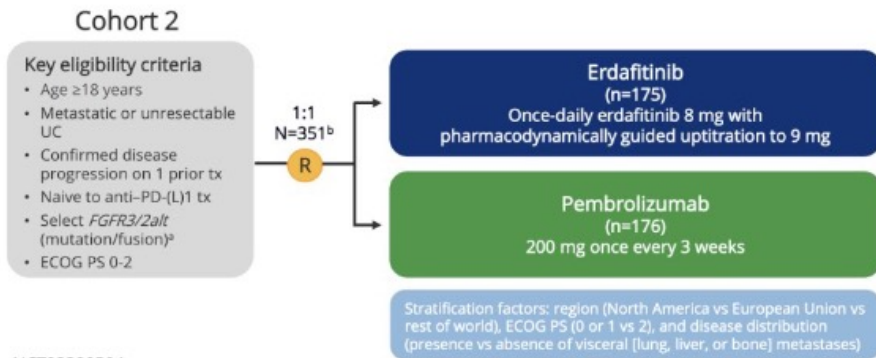 Cohort 2
Key eligibility criteria
• Age ≥18 years
• Metastatic or unresectable
UC
• Confirmed disease
progression on 1 prior tx
• Naive to anti–PD-(L)1 tx
• Select FGFR3/2alt
(mutation/fusion)ᵃ
• ECOG PS 0-2
1:1
N=351ᵇ
R
Erdafitinib
(n=175)
Once-daily erdafitinib 8 mg with
pharmacodynamically guided uptitration to 9 mg
Pembrolizumab
(n=176)
200 mg once every 3 weeks
Stratification factors: region (North America vs European Union vs
rest of world), ECOG PS (0 or 1 vs 2), and disease distribution
(presence vs absence of visceral [lung, liver, or bone] metastases)